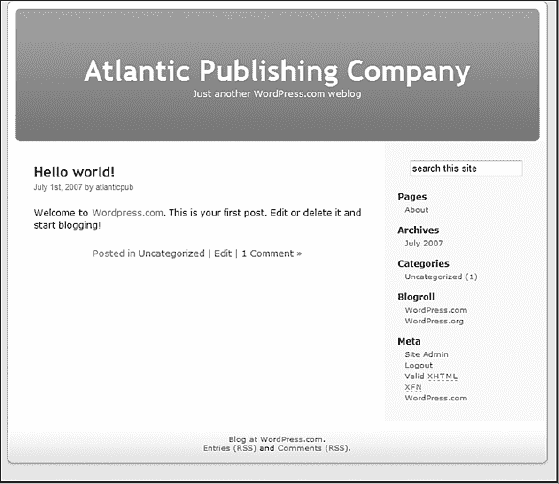 Atlantic Publishing Company
Just another WordPress.com weblog
Hello world!
July 1st, 2007 by atlanticpub
Welcome to Wordpress.com. This is your first post. Edit or delete it and
start blogging!
Posted in Uncategorized | Edit | 1 Comment »
search this site
Pages
About
Archives
July 2007
Categories
Uncategorized (1)
Blogroll
WordPress.com
WordPress.org
Meta
Site Admin
Logout
Valid XHTML
XFN
WordPress.com
Blog at WordPress.com.
Entries (RSS) and Comments (RSS).